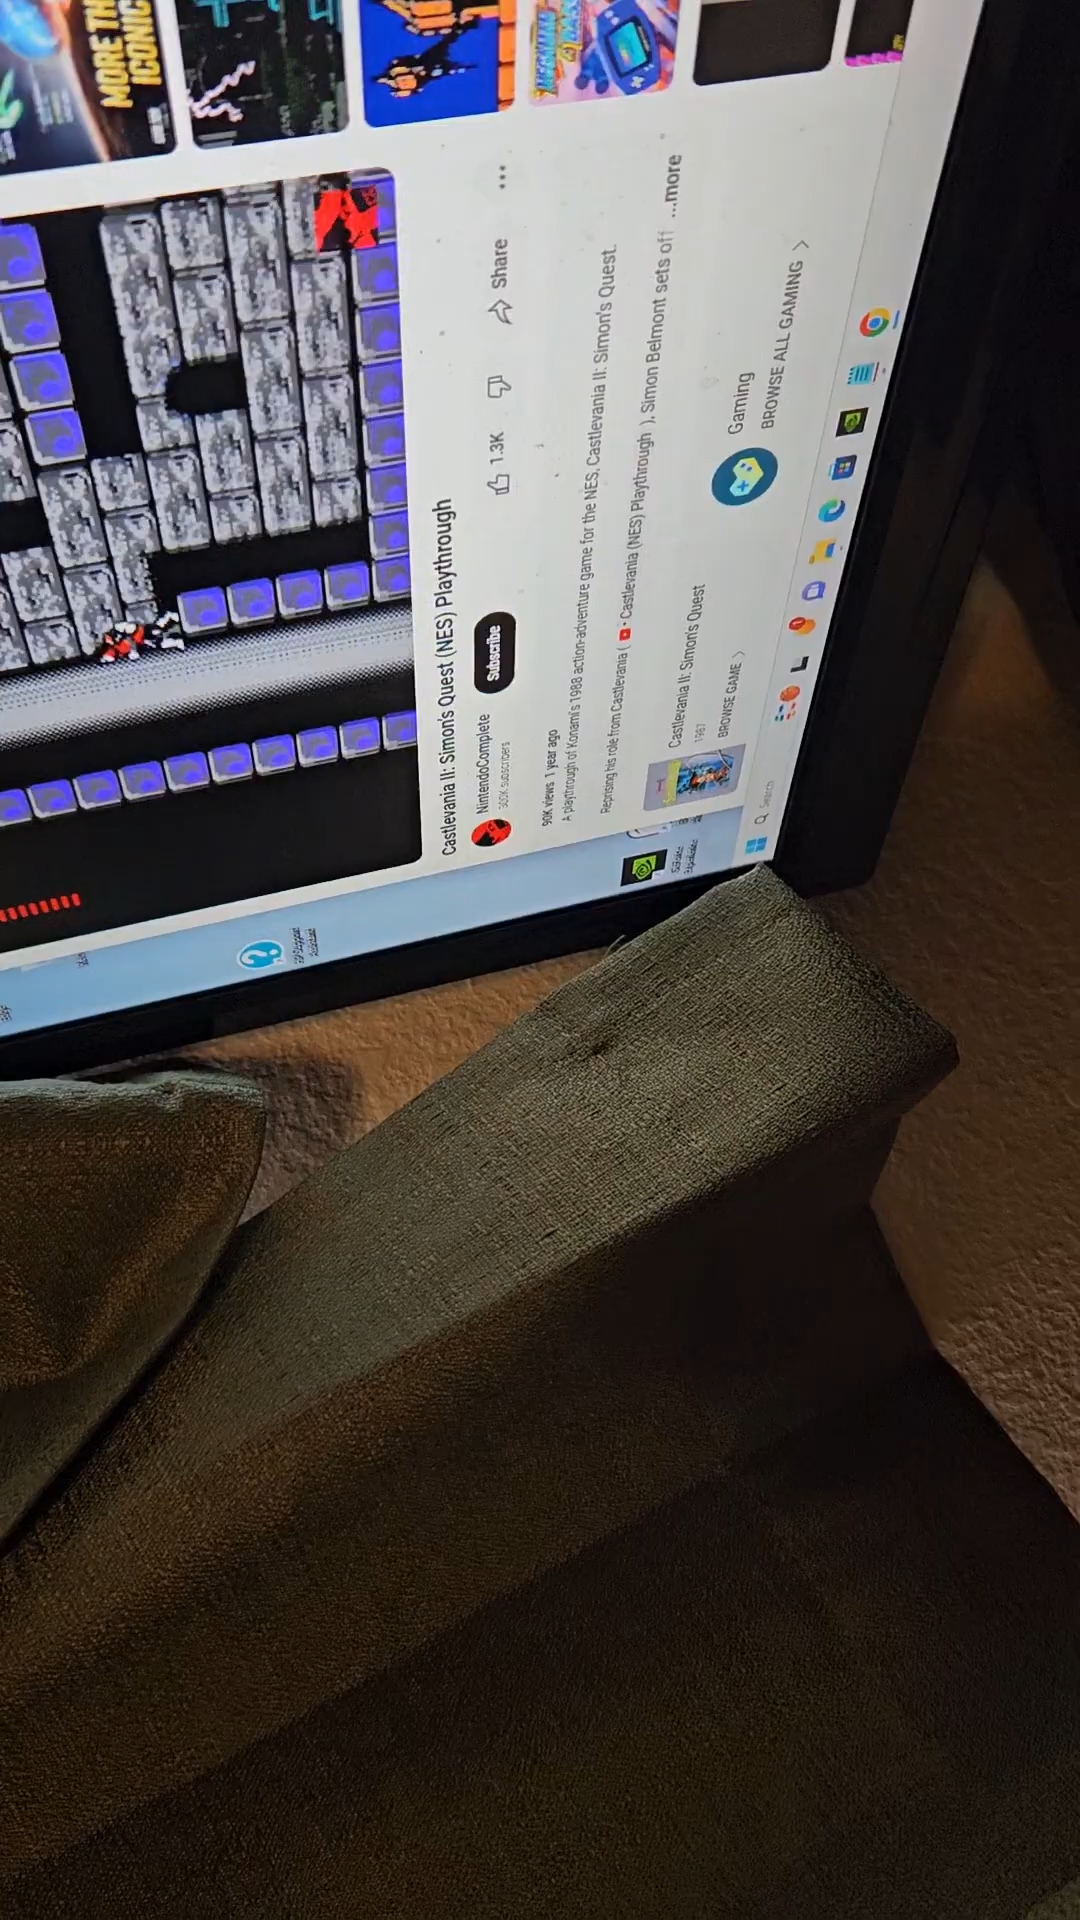 MORE TH
ICONIC
Castlevania II: Simon's Quest (NES) Playthrough
NintendoComplete
300K subscribers
Subscribe
1.3K
Share
90K views 1 year ago
A playthrough of Konami's 1988 action-adventure game for the NES, Castlevania II: Simon's Quest.
Reprising his role from Castlevania ( • Castlevania (NES) Playthrough ), Simon Belmont sets off ...more
Castlevania II: Simon's Quest
1987
BROWSE GAME >
Gaming
BROWSE ALL GAMING >
Search